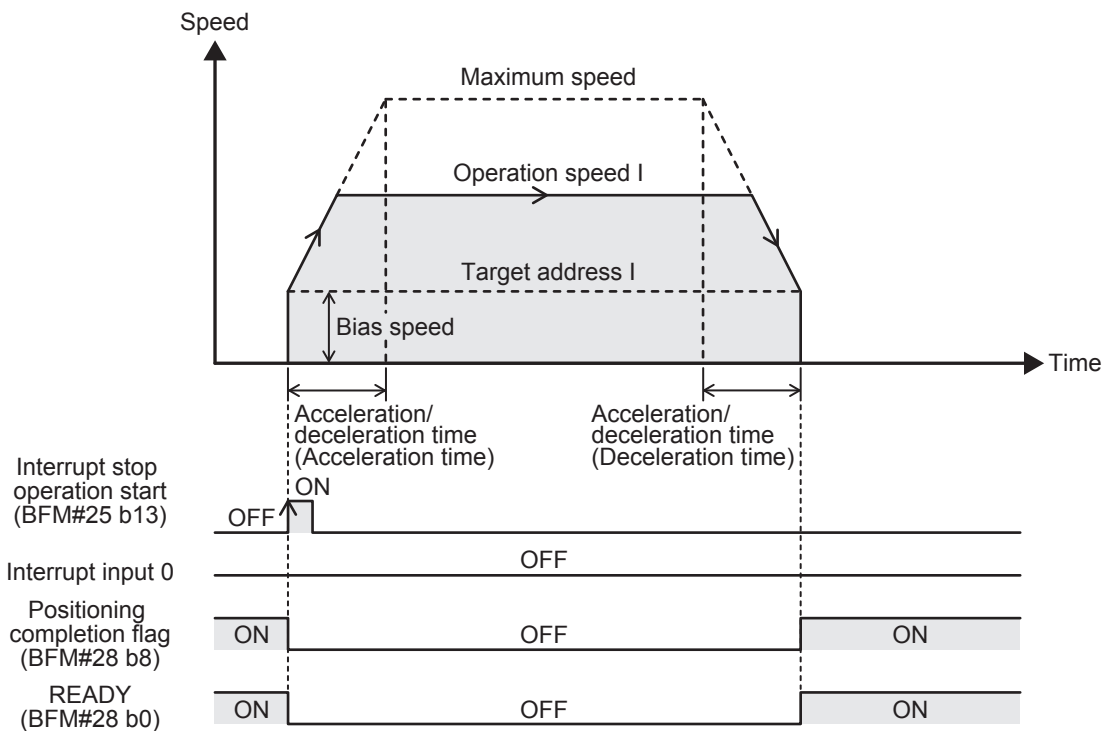 Speed
Maximum speed
Operation speed I
Target address I
Bias speed
Time
Acceleration/
deceleration time
(Acceleration time)
Acceleration/
deceleration time
(Deceleration time)
Interrupt stop
operation start
(BFM#25 b13)
OFF
ON
Interrupt input 0
OFF
Positioning
completion flag
(BFM#28 b8)
ON
OFF
ON
READY
(BFM#28 b0)
ON
OFF
ON